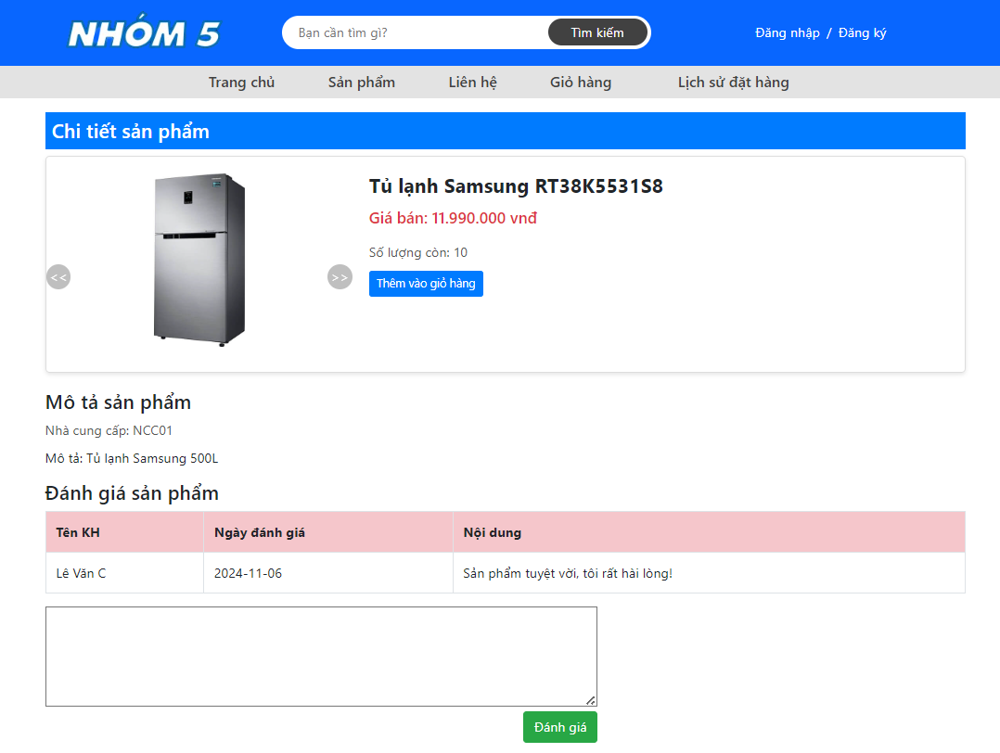 NHÓM 5
Bạn cần tìm gì?
Tìm kiếm
Đăng nhập / Đăng ký
Trang chủ
Sản phẩm
Liên hệ
Giỏ hàng
Lịch sử đặt hàng
Chi tiết sản phẩm
<<
>>
Tủ lạnh Samsung RT38K5531S8
Giá bán: 11.990.000 vnđ
Số lượng còn: 10
Thêm vào giỏ hàng
Mô tả sản phẩm
Nhà cung cấp: NCC01
Mô tả: Tủ lạnh Samsung 500L
Đánh giá sản phẩm
Tên KH Ngày đánh giá Nội dung
Lê Văn C 2024-11-06 Sản phẩm tuyệt vời, tôi rất hài lòng!
Đánh giá